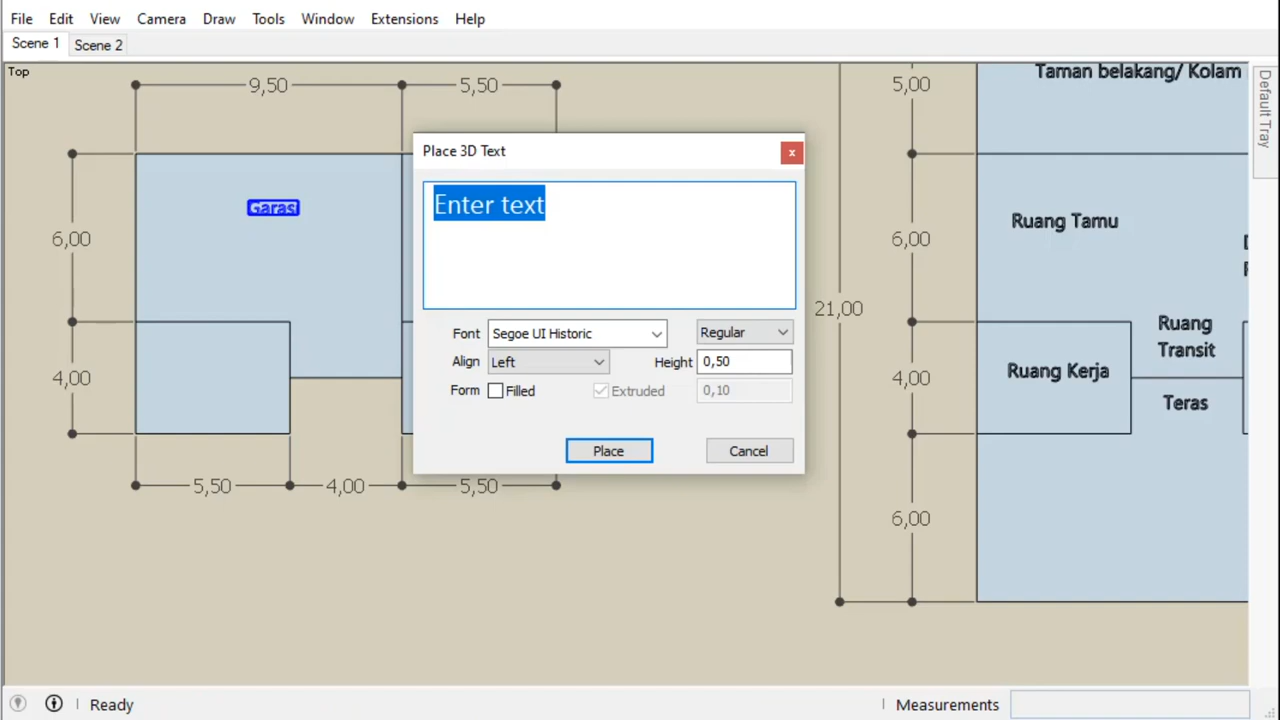 File Edit View Camera Draw Tools Window Extensions Help
Scene 1 Scene 2
Top
Default Tray
9,50 5,50
6,00
4,00
Garasi
5,50 4,00 5,50
Place 3D Text
x
Enter text
Font Segoe UI Historic Regular
Align Left Height 0,50
Form Filled Extruded 0,10
Place Cancel
21,00
5,00
6,00
4,00
6,00
Taman belakang/ Kolam
Ruang Tamu
Ruang
Transit
Ruang Kerja
Teras
Ready
Measurements